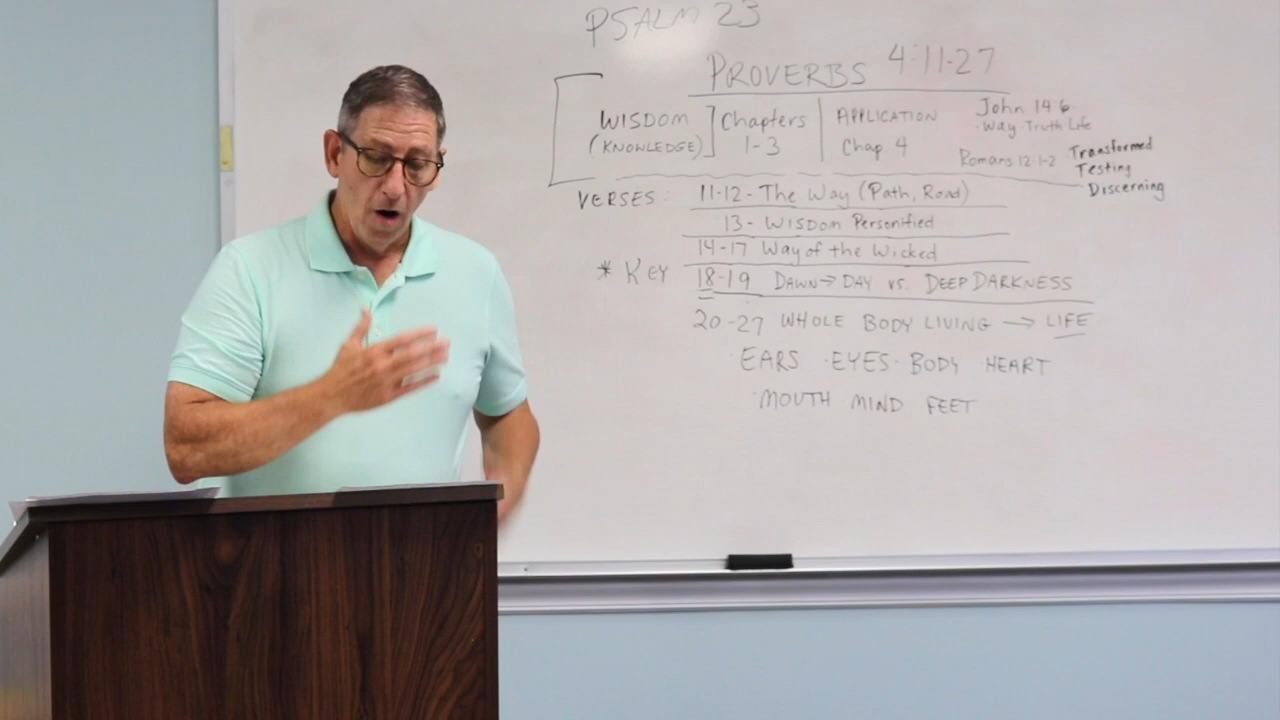 PSALM 23
PROVERBS 4:11-27
WISDOM (KNOWLEDGE)] Chapters 1-3 | APPLICATION Chap 4
John 14:6
·Way Truth Life
Romans 12:1-2 Transformed
Testing
Discerning
VERSES: 11-12 - The Way (Path, Road)
13 - WISDOM Personified
14-17 Way of the Wicked
* KEY 18-19 DAWN→DAY vs. DEEP DARKNESS
20-27 WHOLE BODY LIVING → LIFE
·EARS ·EYES· BODY HEART
·MOUTH MIND FEET